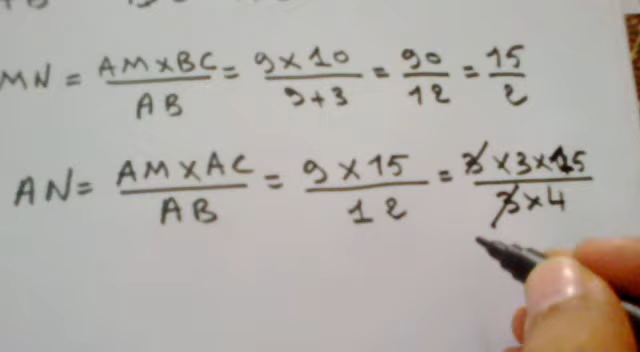 MN = AM×BC/AB = 9×10/9+3 = 90/12 = 15/2
AN = AM×AC/AB = 9×15/12 = 3×3×15/3×4